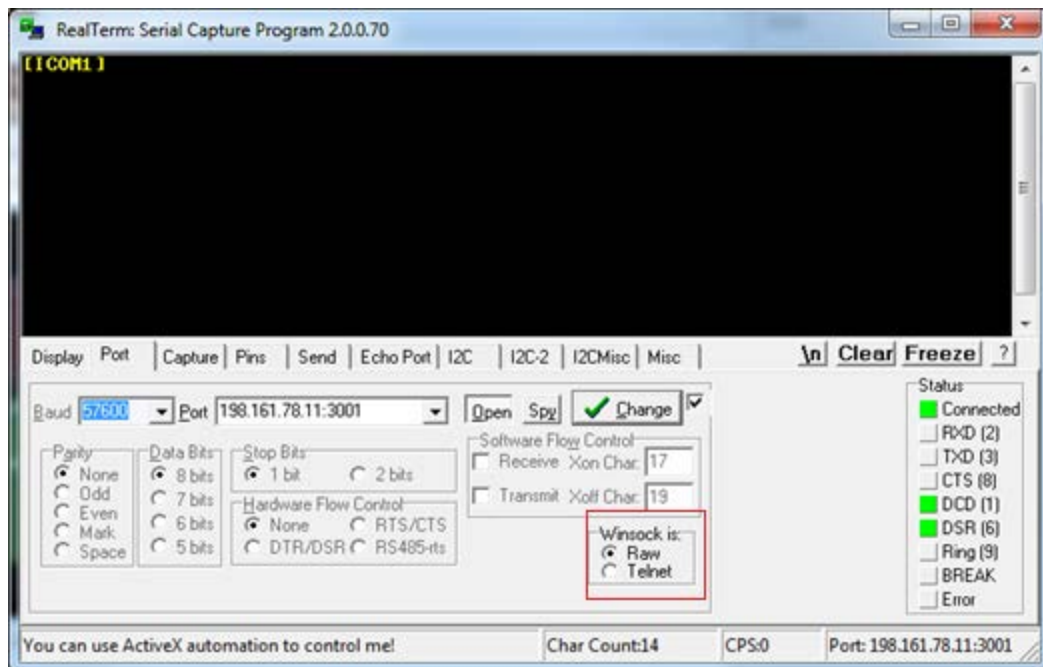 RealTerm: Serial Capture Program 2.0.0.70
[ICOM1]
Display Port Capture Pins Send Echo Port I2C I2C-2 I2CMisc Misc \n Clear Freeze ?
Baud 57600 Port 198.161.78.11:3001 Open Spy Change
Parity
None
Odd
Even
Mark
Space
Data Bits
8 bits
7 bits
6 bits
5 bits
Stop Bits
1 bit 2 bits
Hardware Flow Control
None RTS/CTS
DTR/DSR RS485-rts
Software Flow Control
Receive Xon Char: 17
Transmit Xoff Char: 19
Winsock is:
Raw
Telnet
Status
Connected
RXD (2)
TXD (3)
CTS (8)
DCD (1)
DSR (6)
Ring (9)
BREAK
Error
You can use ActiveX automation to control me! Char Count:14 CPS:0 Port: 198.161.78.11:3001